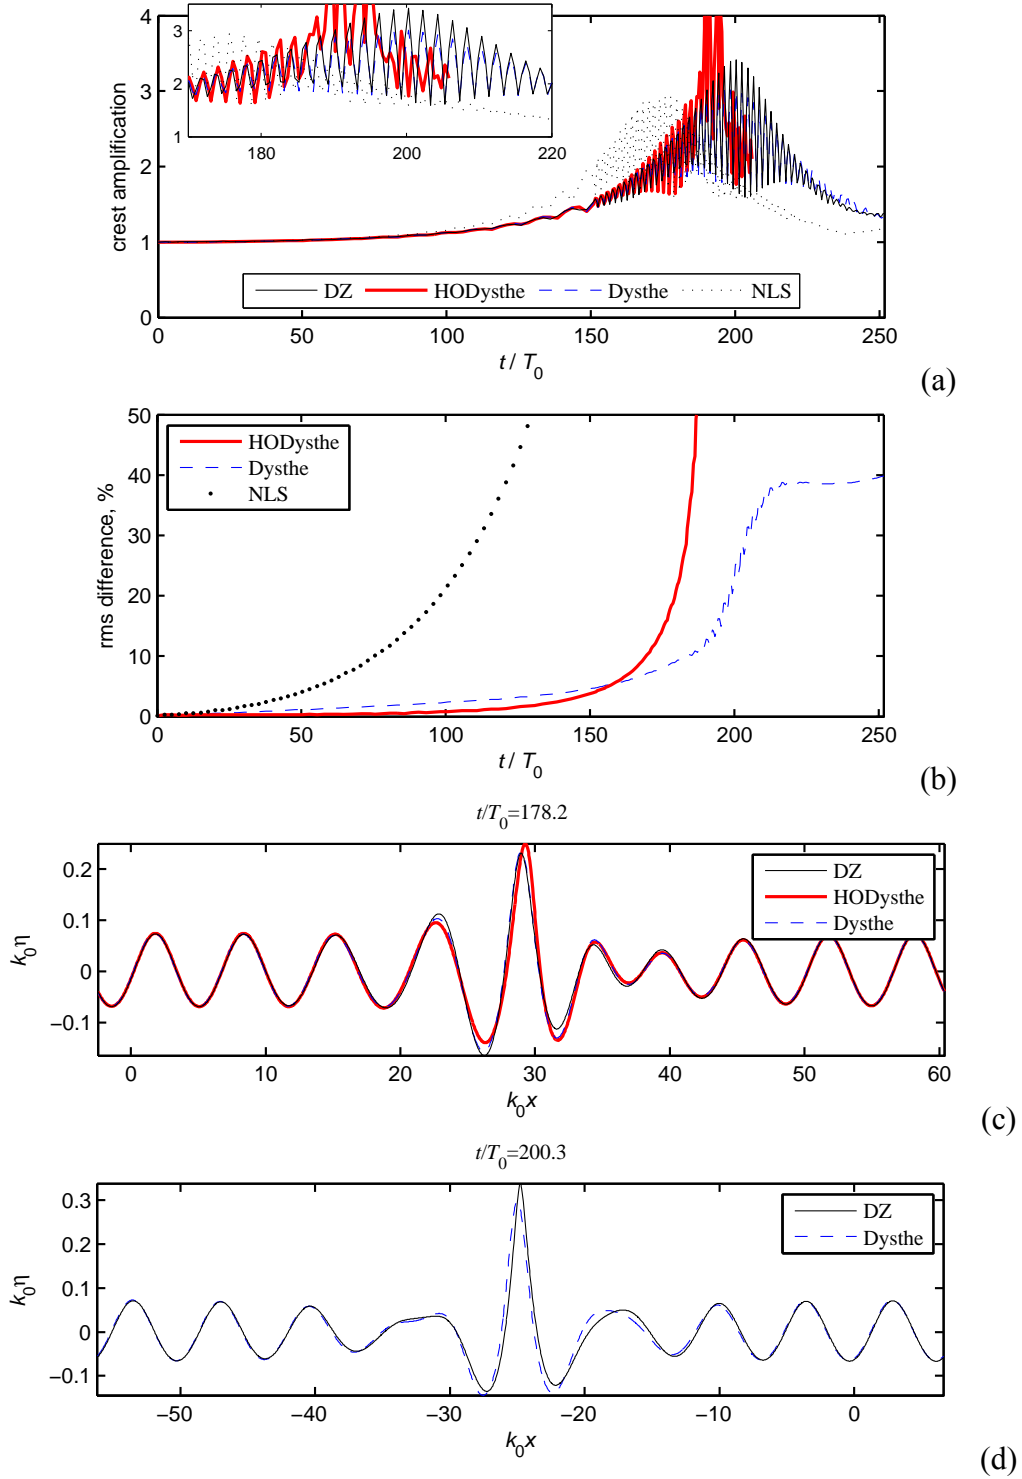 4
3
2
1
0
crest amplification
3
2
1
180
200
220
DZ
HODysthe
Dysthe
NLS
0
50
100
150
200
250
t / T0
(a)
50
40
30
20
10
0
rms difference, %
HODysthe
Dysthe
NLS
0
50
100
150
200
250
t / T0
(b)
t/T0=178.2
0.2
0.1
0
−0.1
k0η
DZ
HODysthe
Dysthe
0
10
20
30
40
50
60
k0x
(c)
t/T0=200.3
0.3
0.2
0.1
0
−0.1
k0η
DZ
Dysthe
−50
−40
−30
−20
−10
0
k0x
(d)